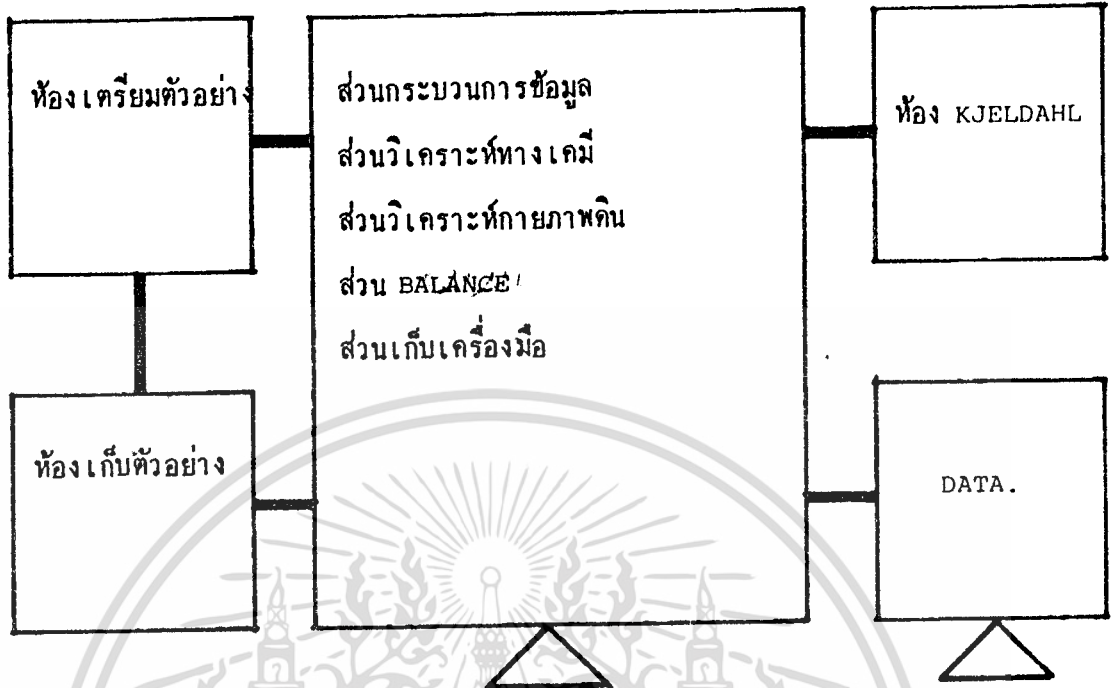 ห้องเตรียมตัวอย่าง
ส่วนกระบวนการข้อมูล
ส่วนวิเคราะห์ทางเคมี
ส่วนวิเคราะห์กายภาพดิน
ส่วน BALANCE
ส่วนเก็บเครื่องมือ
ห้อง KJELDAHL
ห้องเก็บตัวอย่าง
DATA.